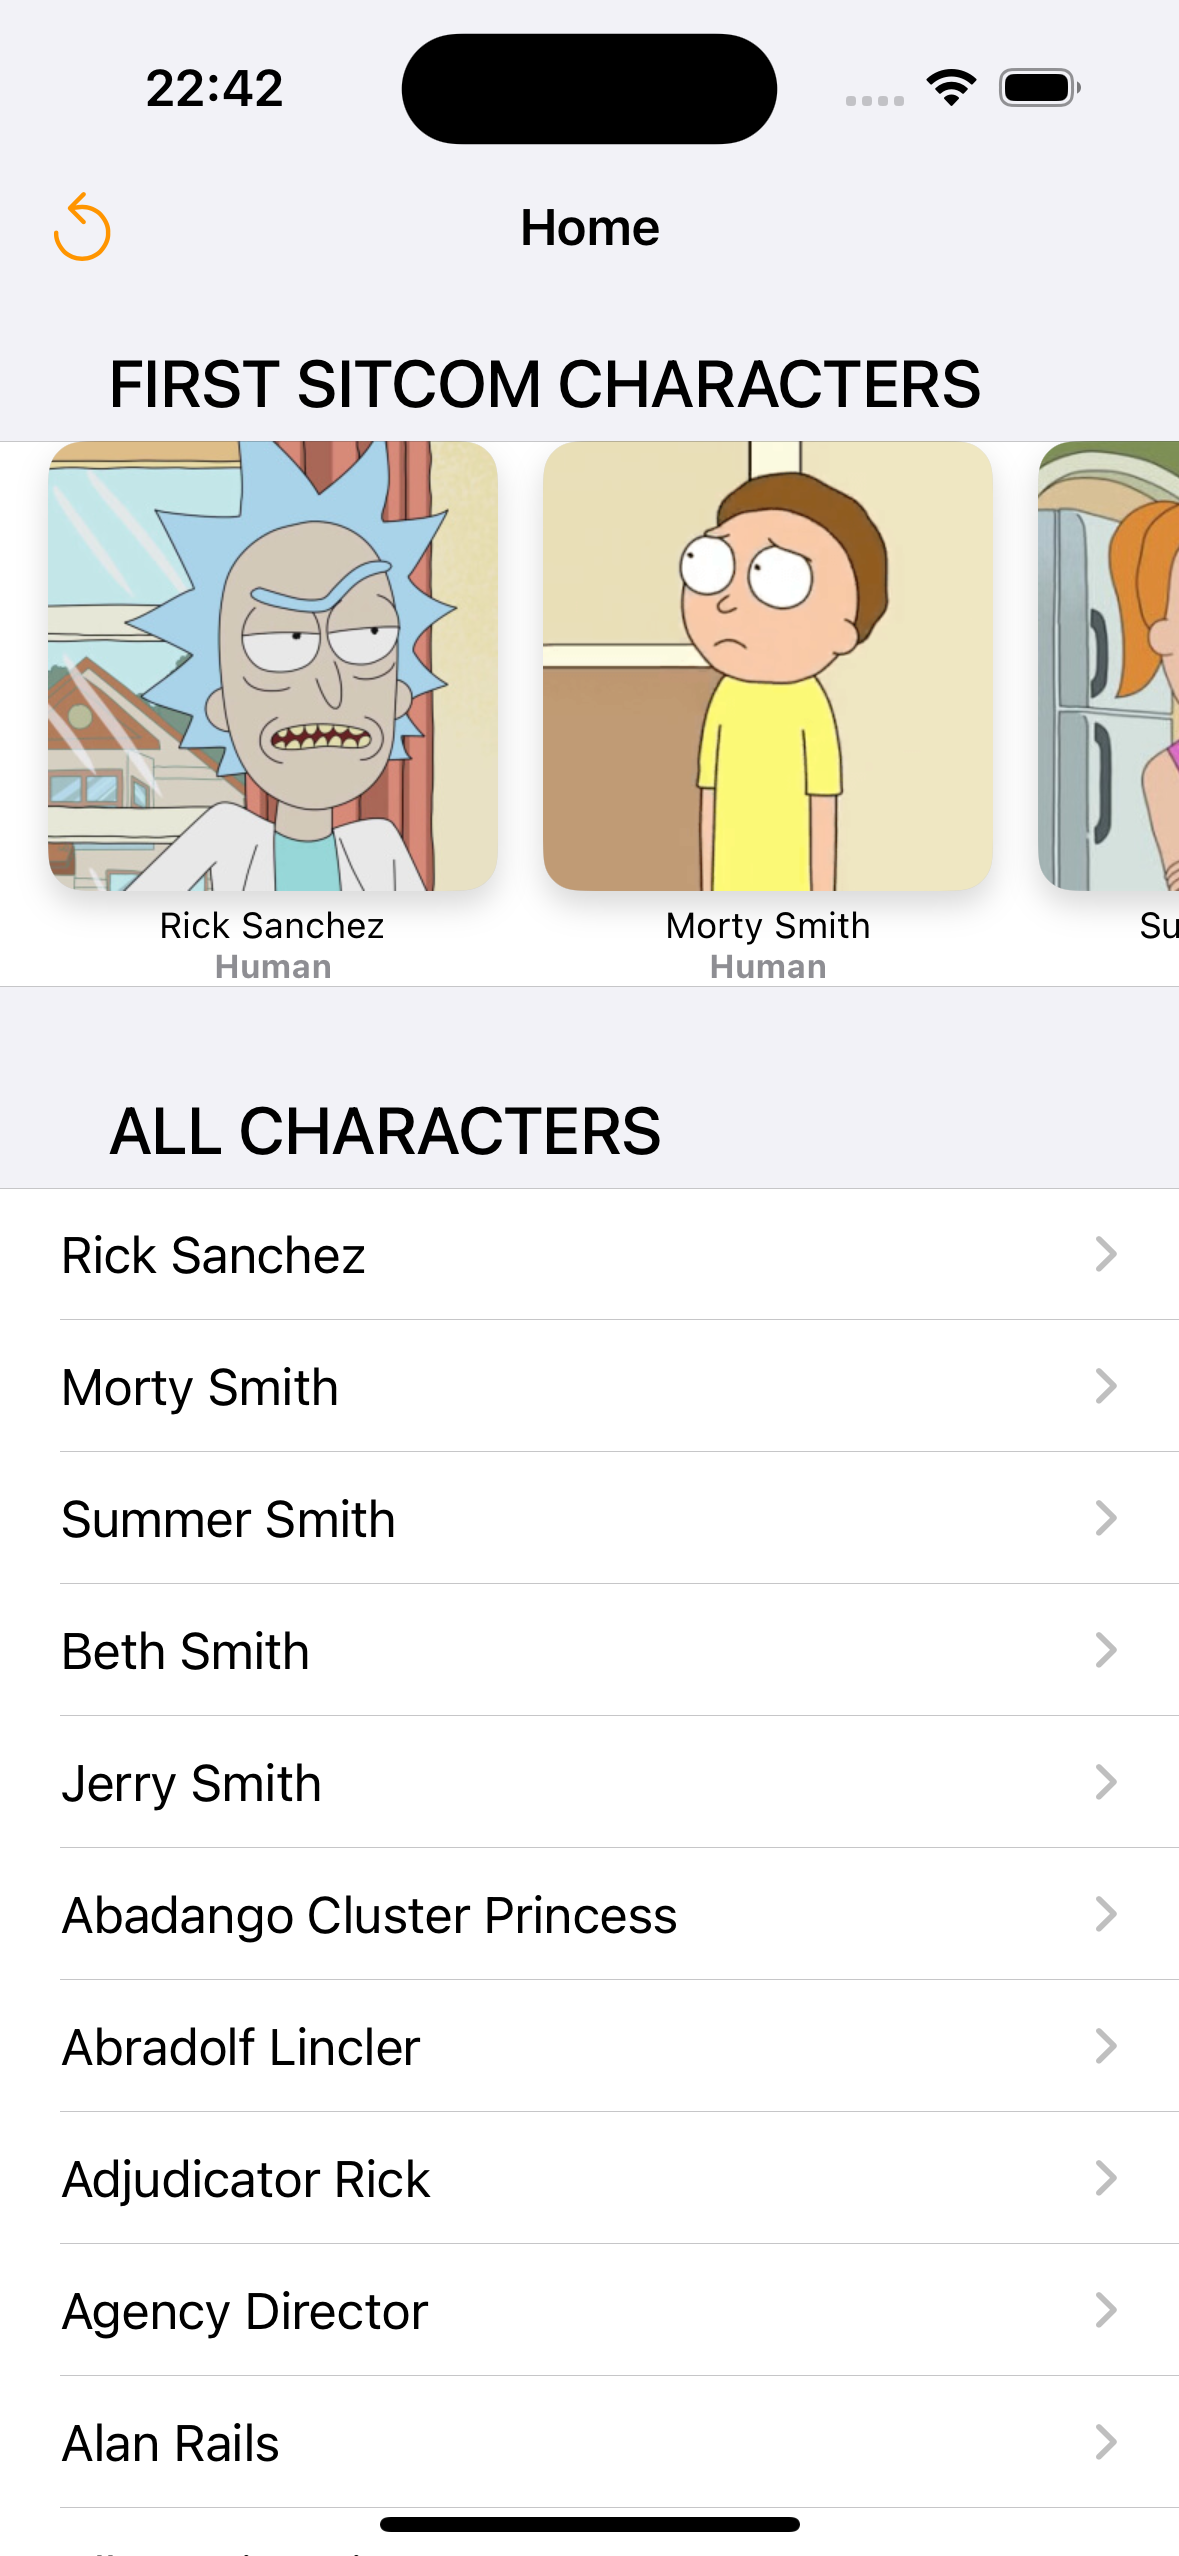 22:42
Home
FIRST SITCOM CHARACTERS
Rick Sanchez
Human
Morty Smith
Human
Su
ALL CHARACTERS
Rick Sanchez
Morty Smith
Summer Smith
Beth Smith
Jerry Smith
Abadango Cluster Princess
Abradolf Lincler
Adjudicator Rick
Agency Director
Alan Rails